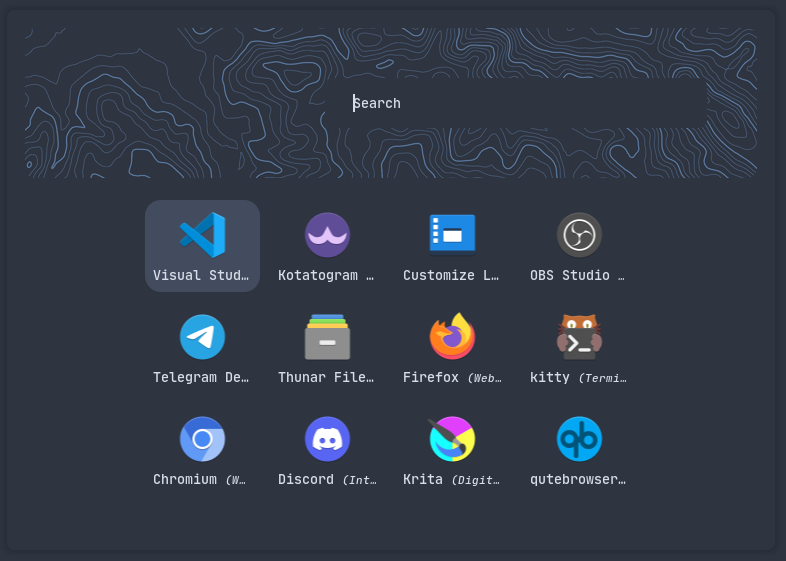 Search
Visual Stud…
Kotatogram …
Customize L…
OBS Studio …
Telegram De…
Thunar File…
Firefox (Web…
kitty (Termi…
Chromium (W…
Discord (Int…
Krita (Digit…
qutebrowser…